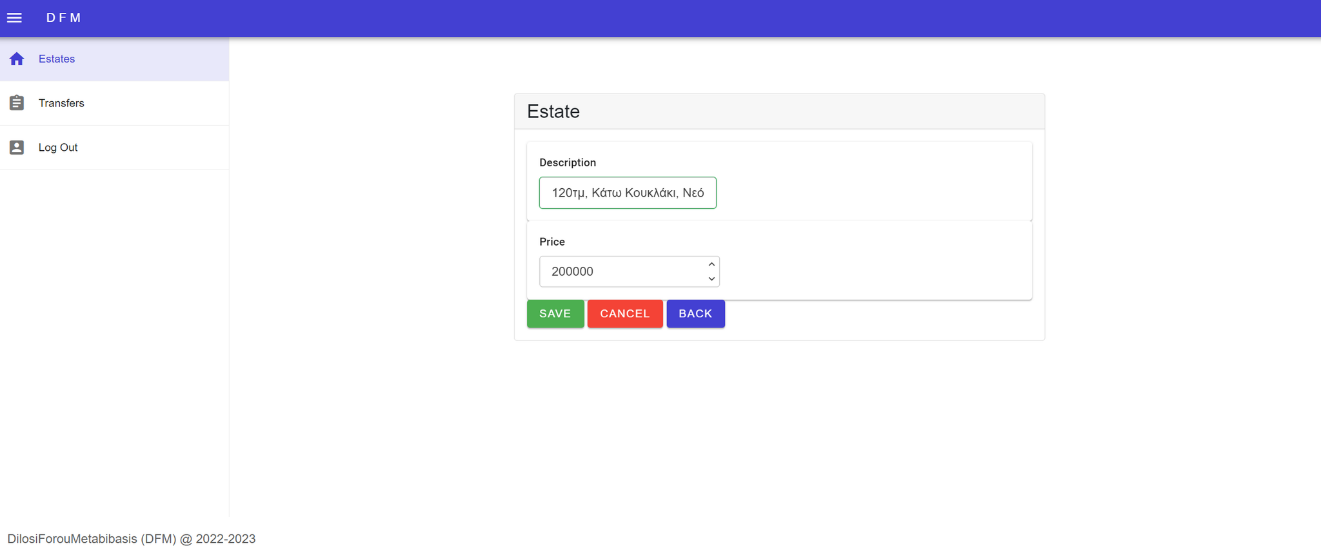 DFM
Estates
Transfers
Log Out
Estate
Description
120τμ, Κάτω Κουκλάκι, Νεό
Price
200000
SAVE CANCEL BACK
DilosiForouMetabibasis (DFM) @ 2022-2023